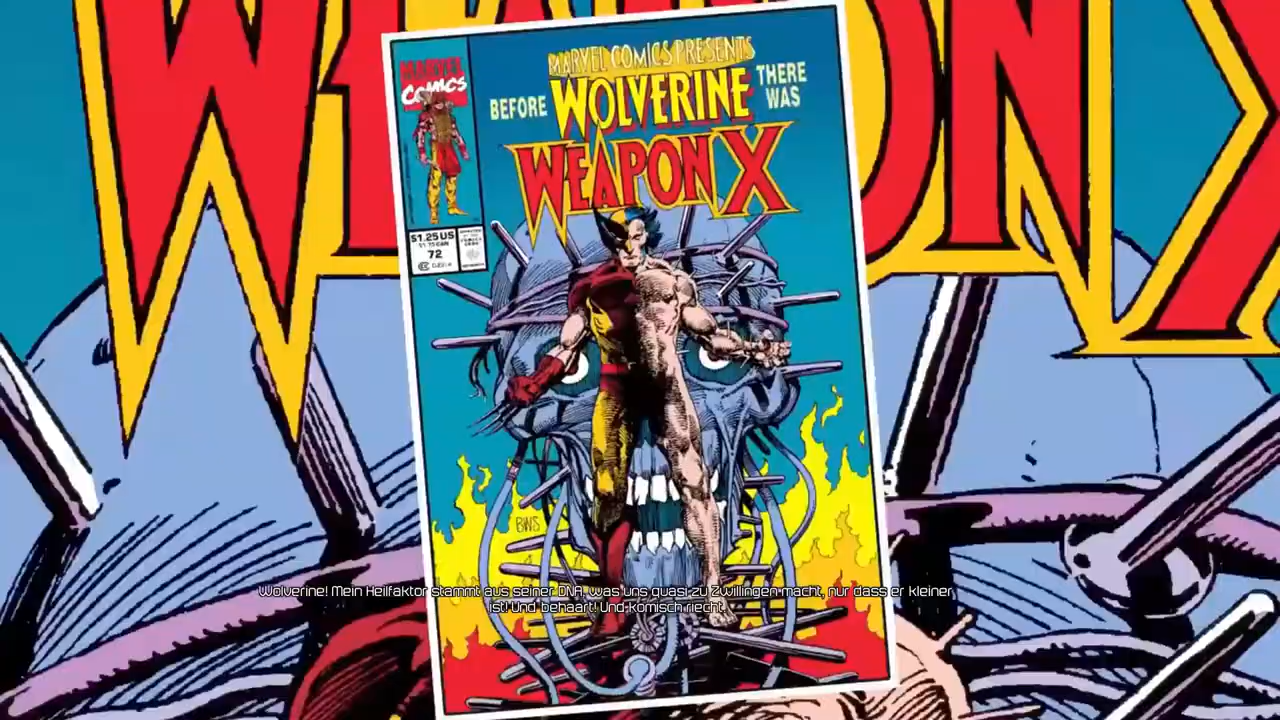 WEAPON X
MARVEL
COMICS
MARVEL COMICS PRESENTS
BEFORE WOLVERINE THERE WAS
WEAPON X
$1.25 US
72
BWS
Wolverine! Mein Heilfaktor stammt aus seiner DNA, was uns quasi zu Zwillingen macht, nur dass er kleiner
ist! Und behaart! Und komisch riecht.